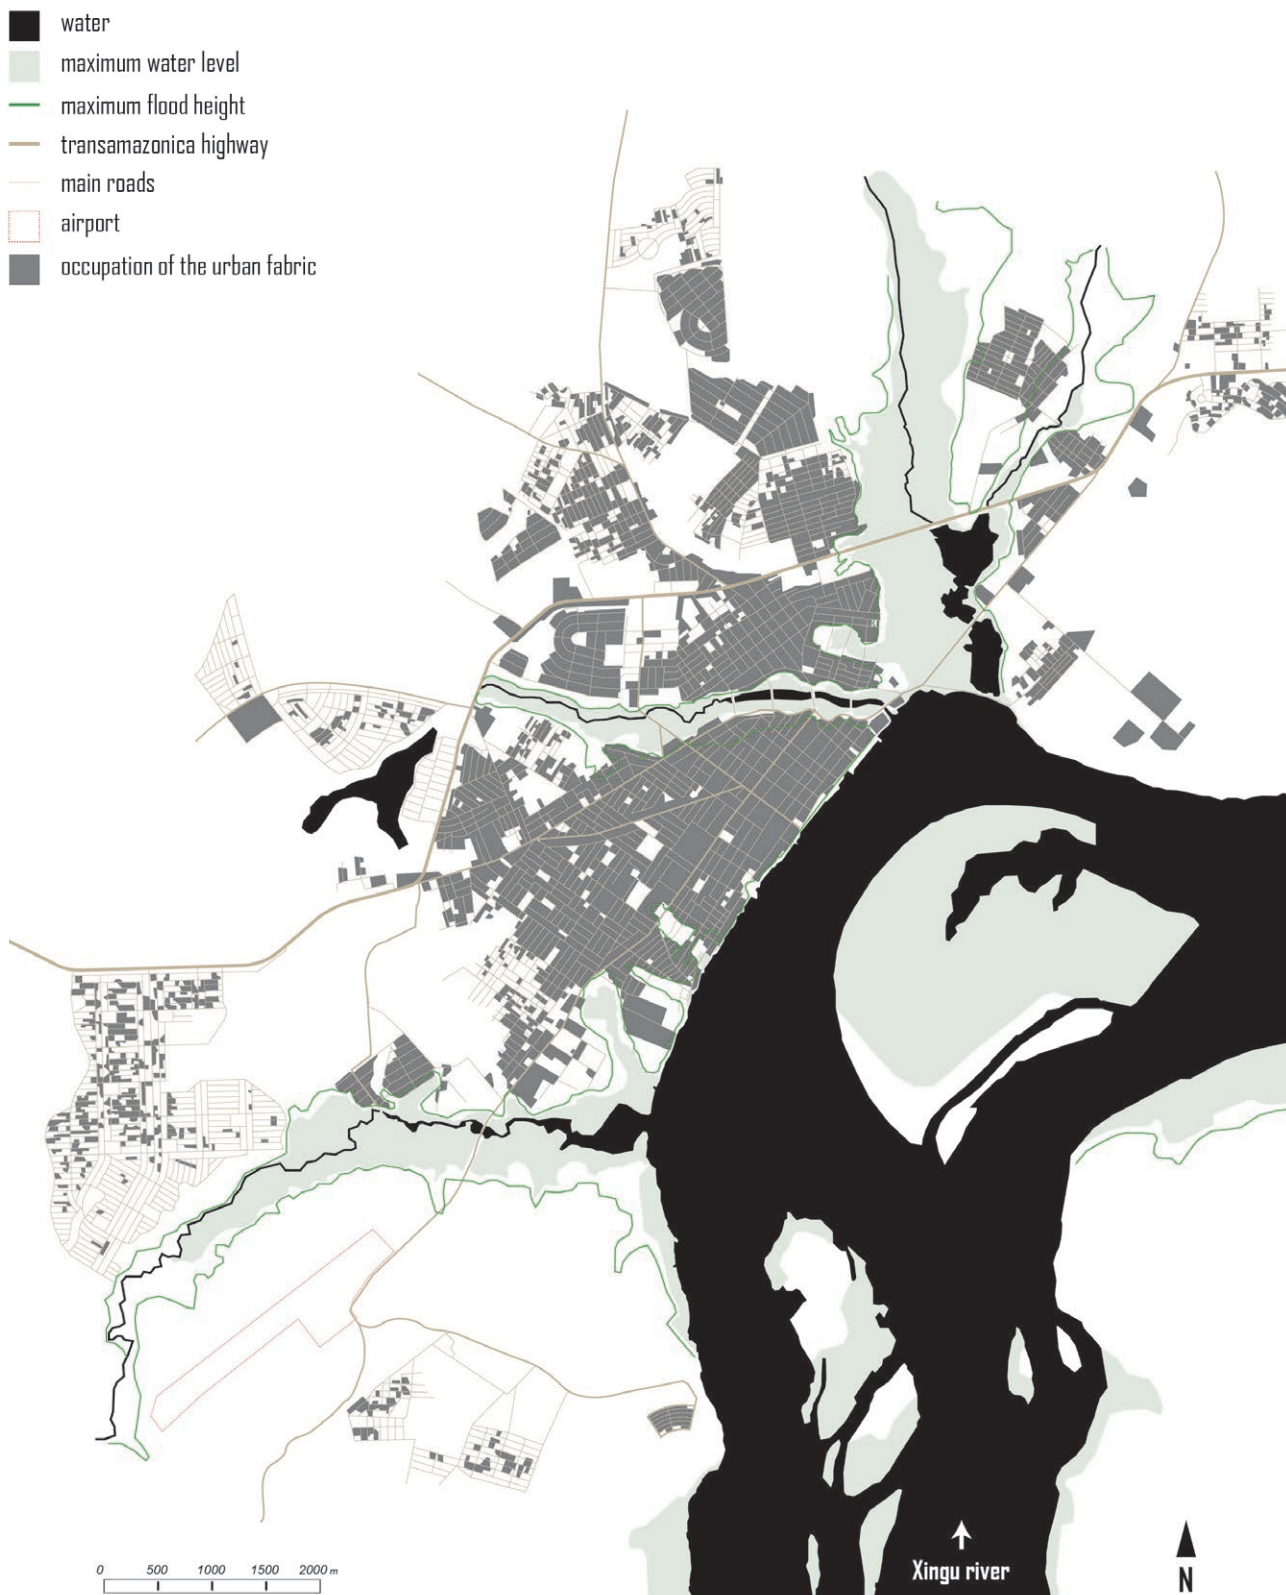 water
maximum water level
maximum flood height
transamazonica highway
main roads
airport
occupation of the urban fabric
0 500 1000 1500 2000 m
Xingu river
N